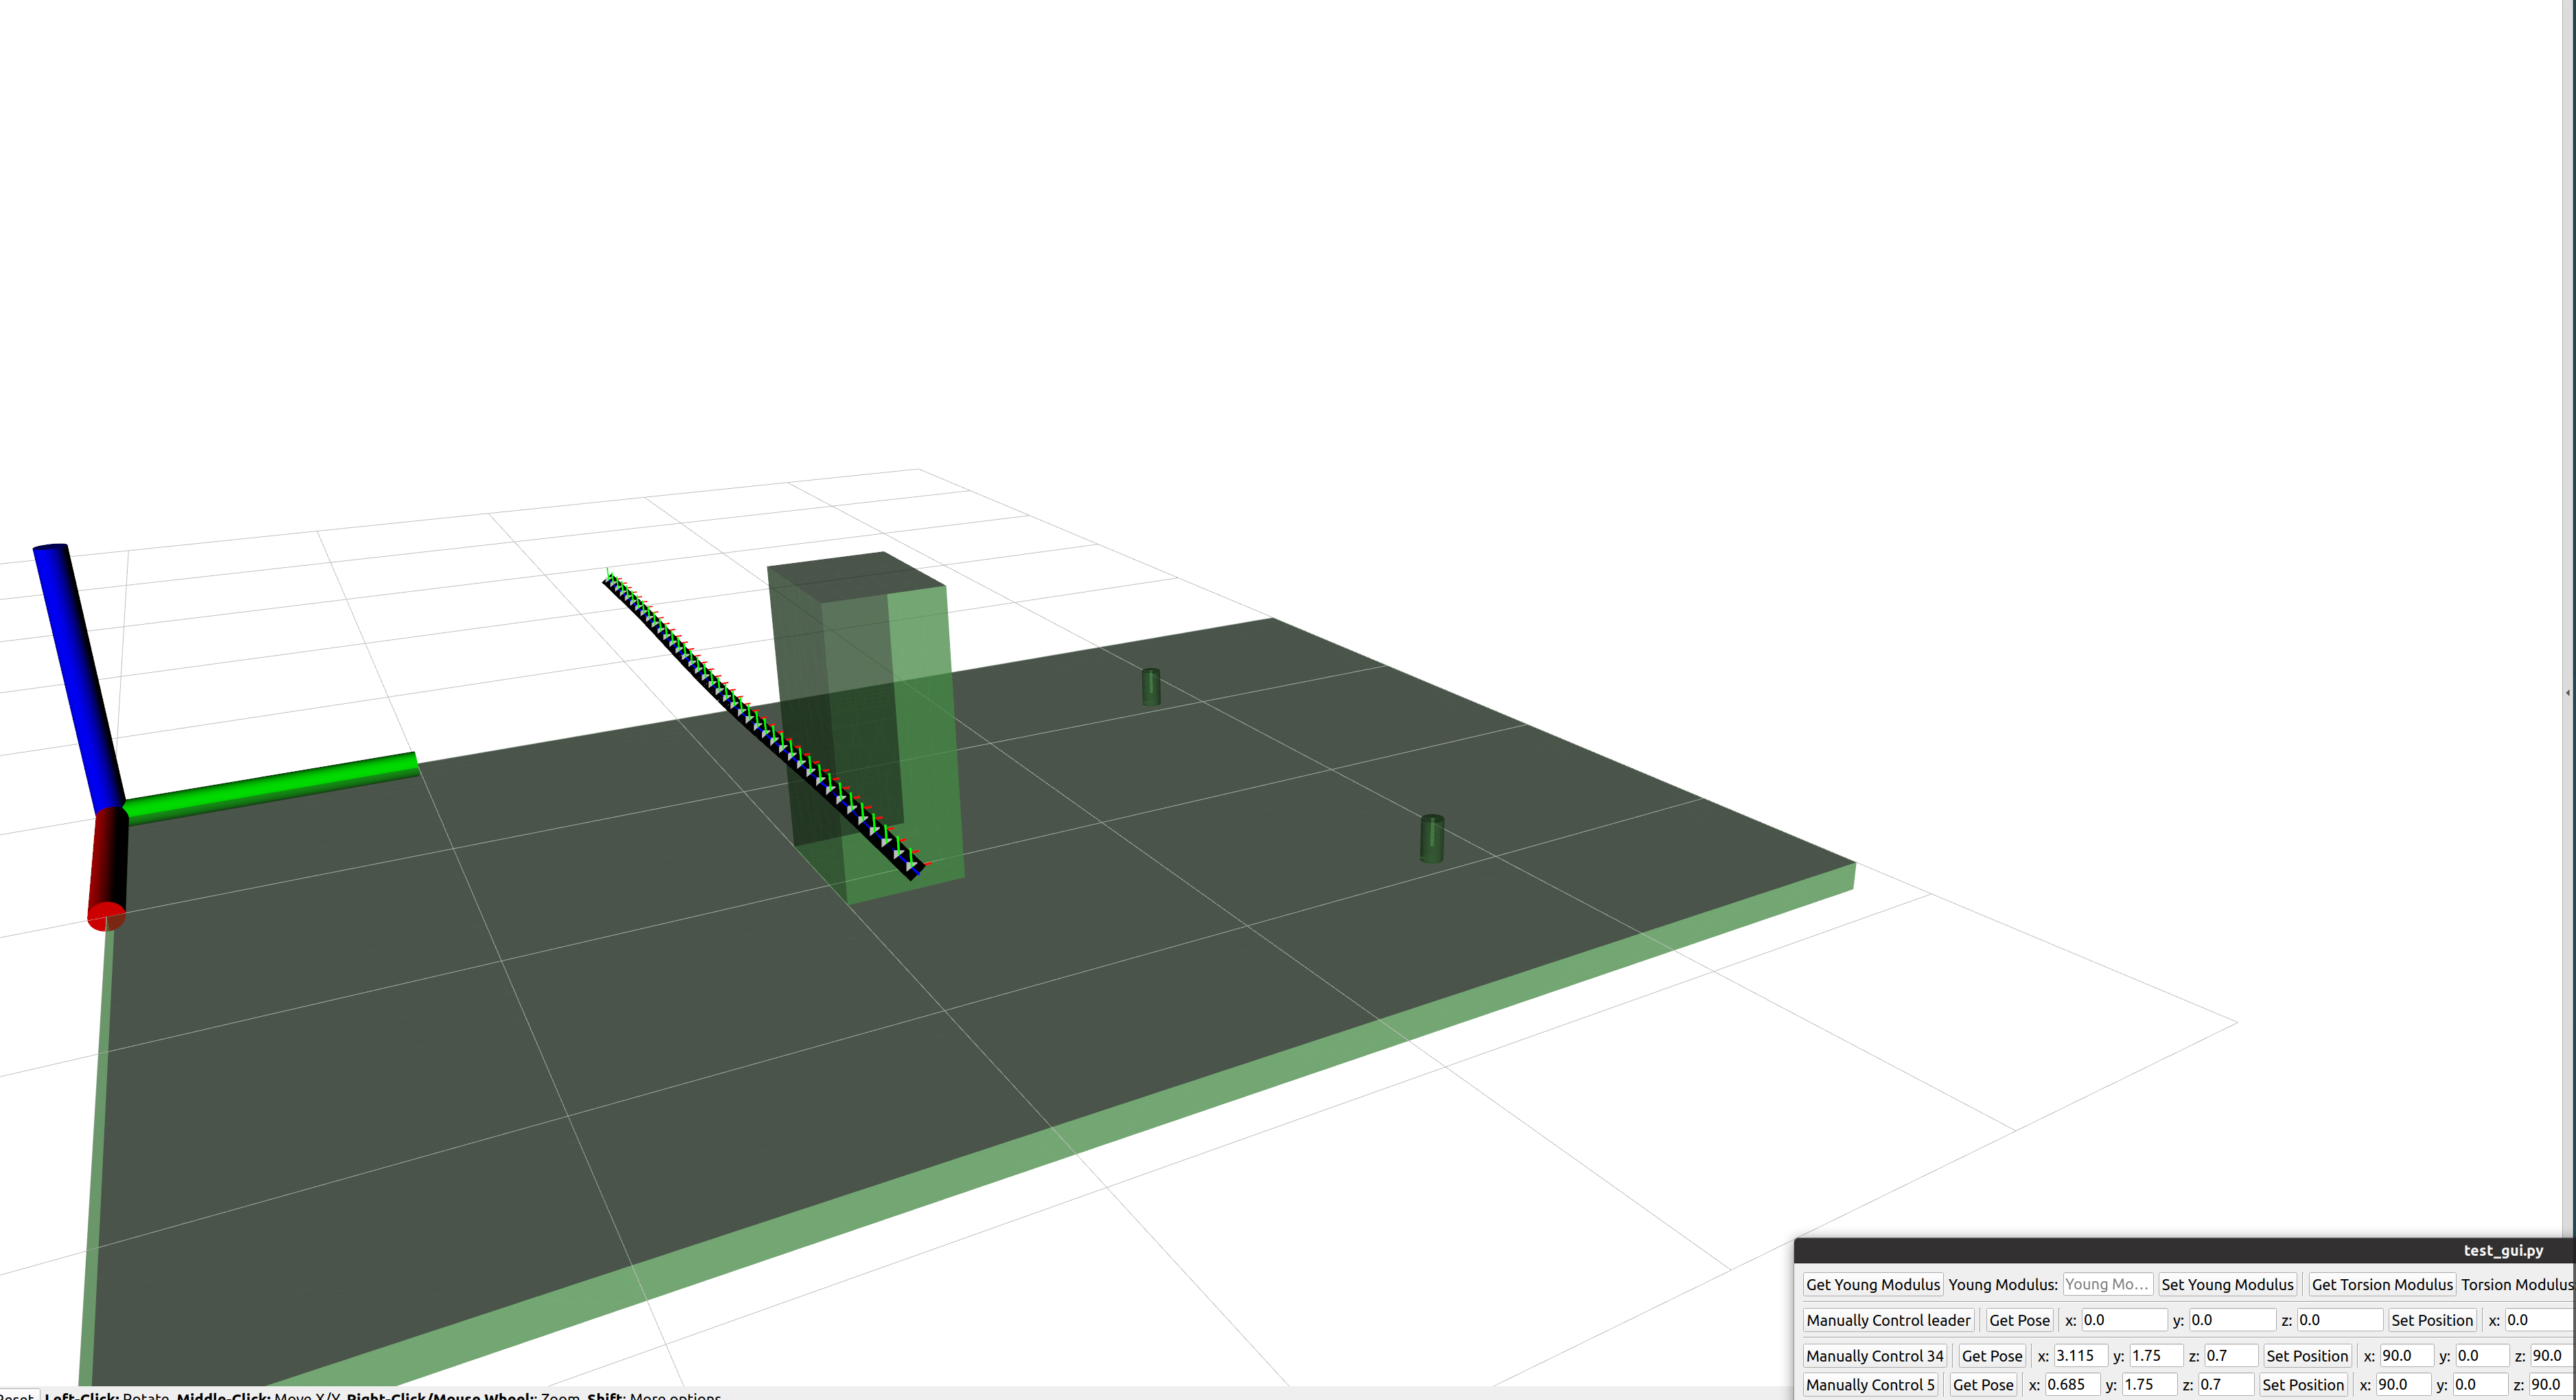 test_gui.py
Get Young Modulus Young Modulus: Young Mo... Set Young Modulus Get Torsion Modulus Torsion Modulus
Manually Control leader Get Pose x: 0.0 y: 0.0 z: 0.0 Set Position x: 0.0
Manually Control 34 Get Pose x: 3.115 y: 1.75 z: 0.7 Set Position x: 90.0 y: 0.0 z: 90.0
Manually Control 5 Get Pose x: 0.685 y: 1.75 z: 0.7 Set Position x: 90.0 y: 0.0 z: 90.0
Left-Click: Rotate. Middle-Click: Move X/Y. Right-Click/Mouse Wheel:: Zoom. Shift: More options.